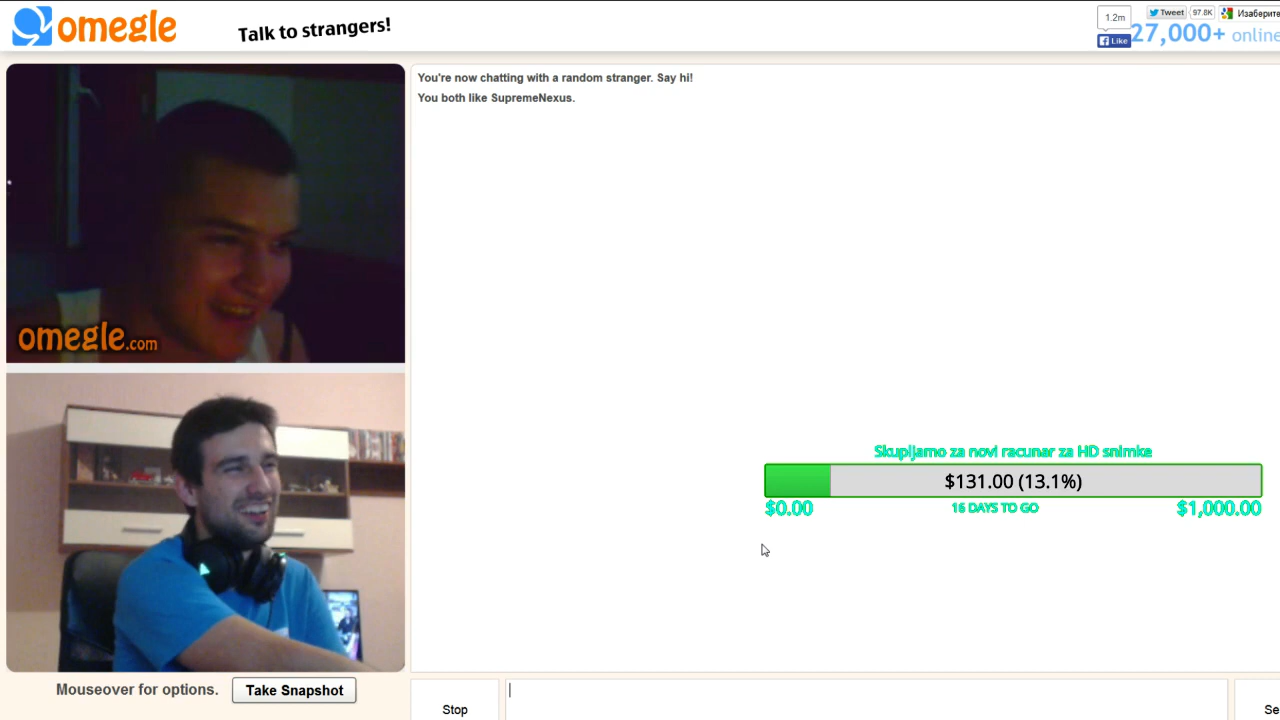 omegle
Talk to strangers!
1.2m
Like
Tweet
97.8K
Изаберите
27,000+ online
You're now chatting with a random stranger. Say hi!
You both like SupremeNexus.
omegle.com
Skupljamo za novi racunar za HD snimke
$131.00 (13.1%)
$0.00
16 DAYS TO GO
$1,000.00
Mouseover for options.
Take Snapshot
Stop
Se